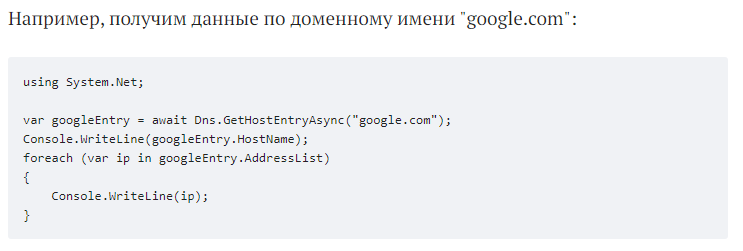 Например, получим данные по доменному имени "google.com":
using System.Net;
var googleEntry = await Dns.GetHostEntryAsync("google.com");
Console.WriteLine(googleEntry.HostName);
foreach (var ip in googleEntry.AddressList)
{
    Console.WriteLine(ip);
}